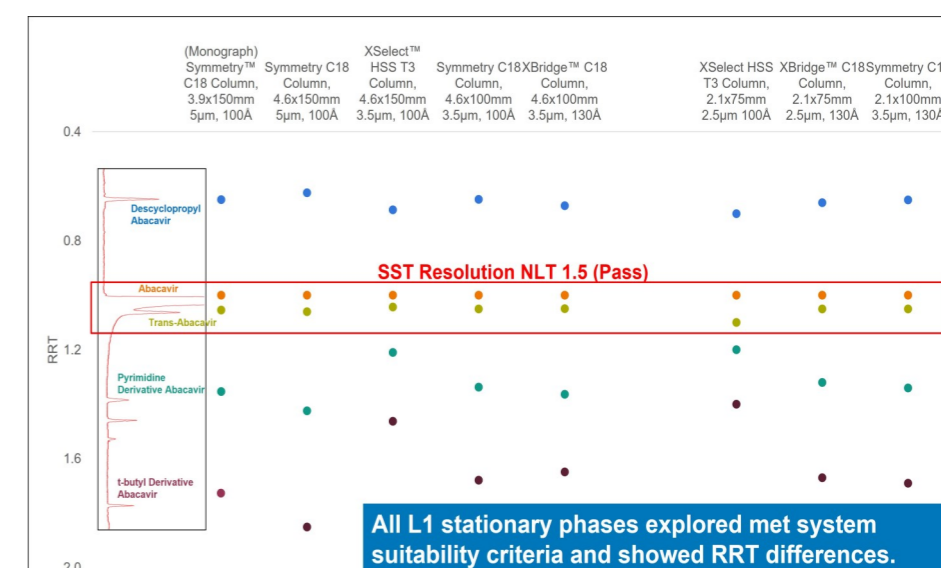 (Monograph)
Symmetry™
C18 Column,
3.9x150mm
5µm, 100Å
Symmetry C18
Column,
4.6x150mm
5µm, 100Å
XSelect™
HSS T3
Column,
4.6x150mm
3.5µm, 100Å
Symmetry C18
Column,
4.6x100mm
3.5µm, 100Å
XBridge™ C18
Column,
4.6x100mm
3.5µm, 130Å
XSelect HSS
T3 Column,
2.1x75mm
2.5µm 100Å
XBridge™ C18
Column,
2.1x75mm
2.5µm, 130Å
Symmetry C1
Column,
2.1x100mm
3.5µm, 130Å
0.4
Descyclopropyl
Abacavir
0.8
SST Resolution NLT 1.5 (Pass)
Abacavir
Trans-Abacavir
RRT
1.2
Pyrimidine
Derivative Abacavir
1.6
t-butyl Derivative
Abacavir
All L1 stationary phases explored met system
suitability criteria and showed RRT differences.
2.0